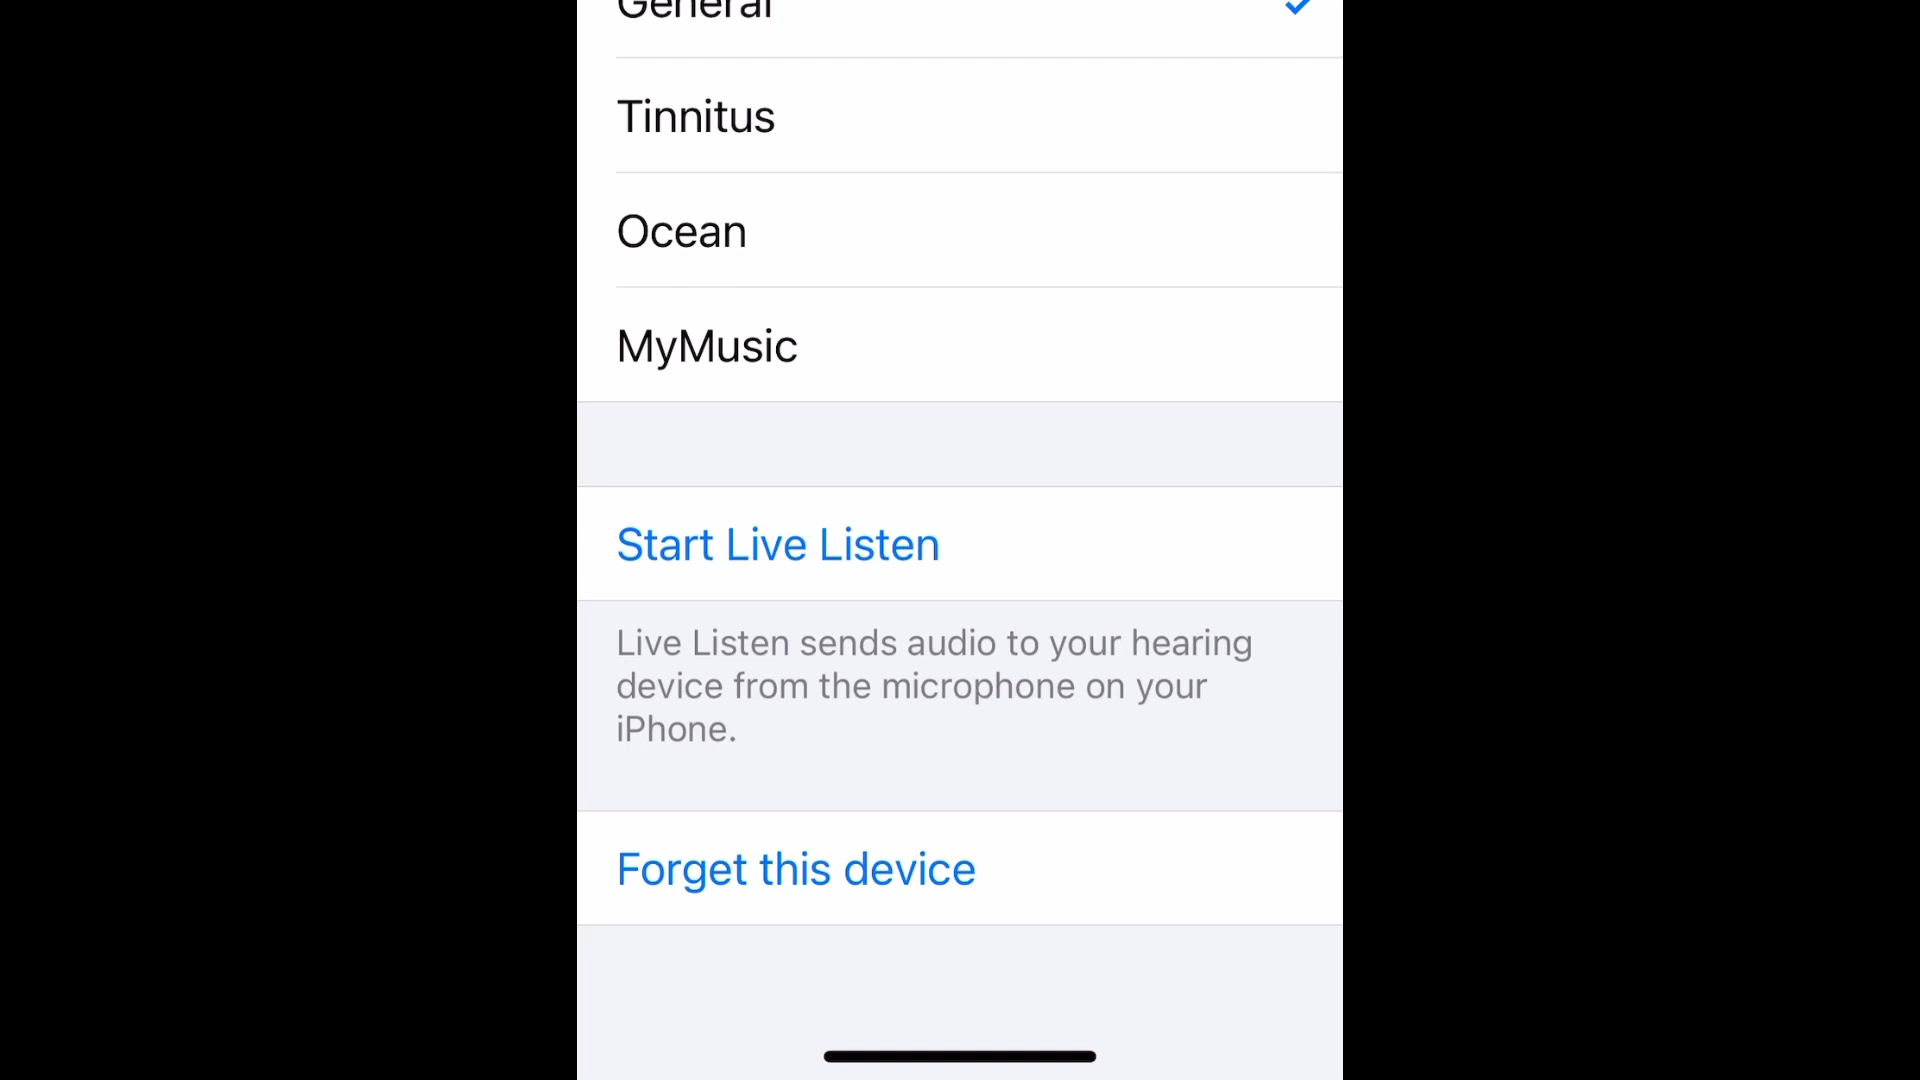 General
Tinnitus
Ocean
MyMusic
Start Live Listen
Live Listen sends audio to your hearing
device from the microphone on your
iPhone.
Forget this device